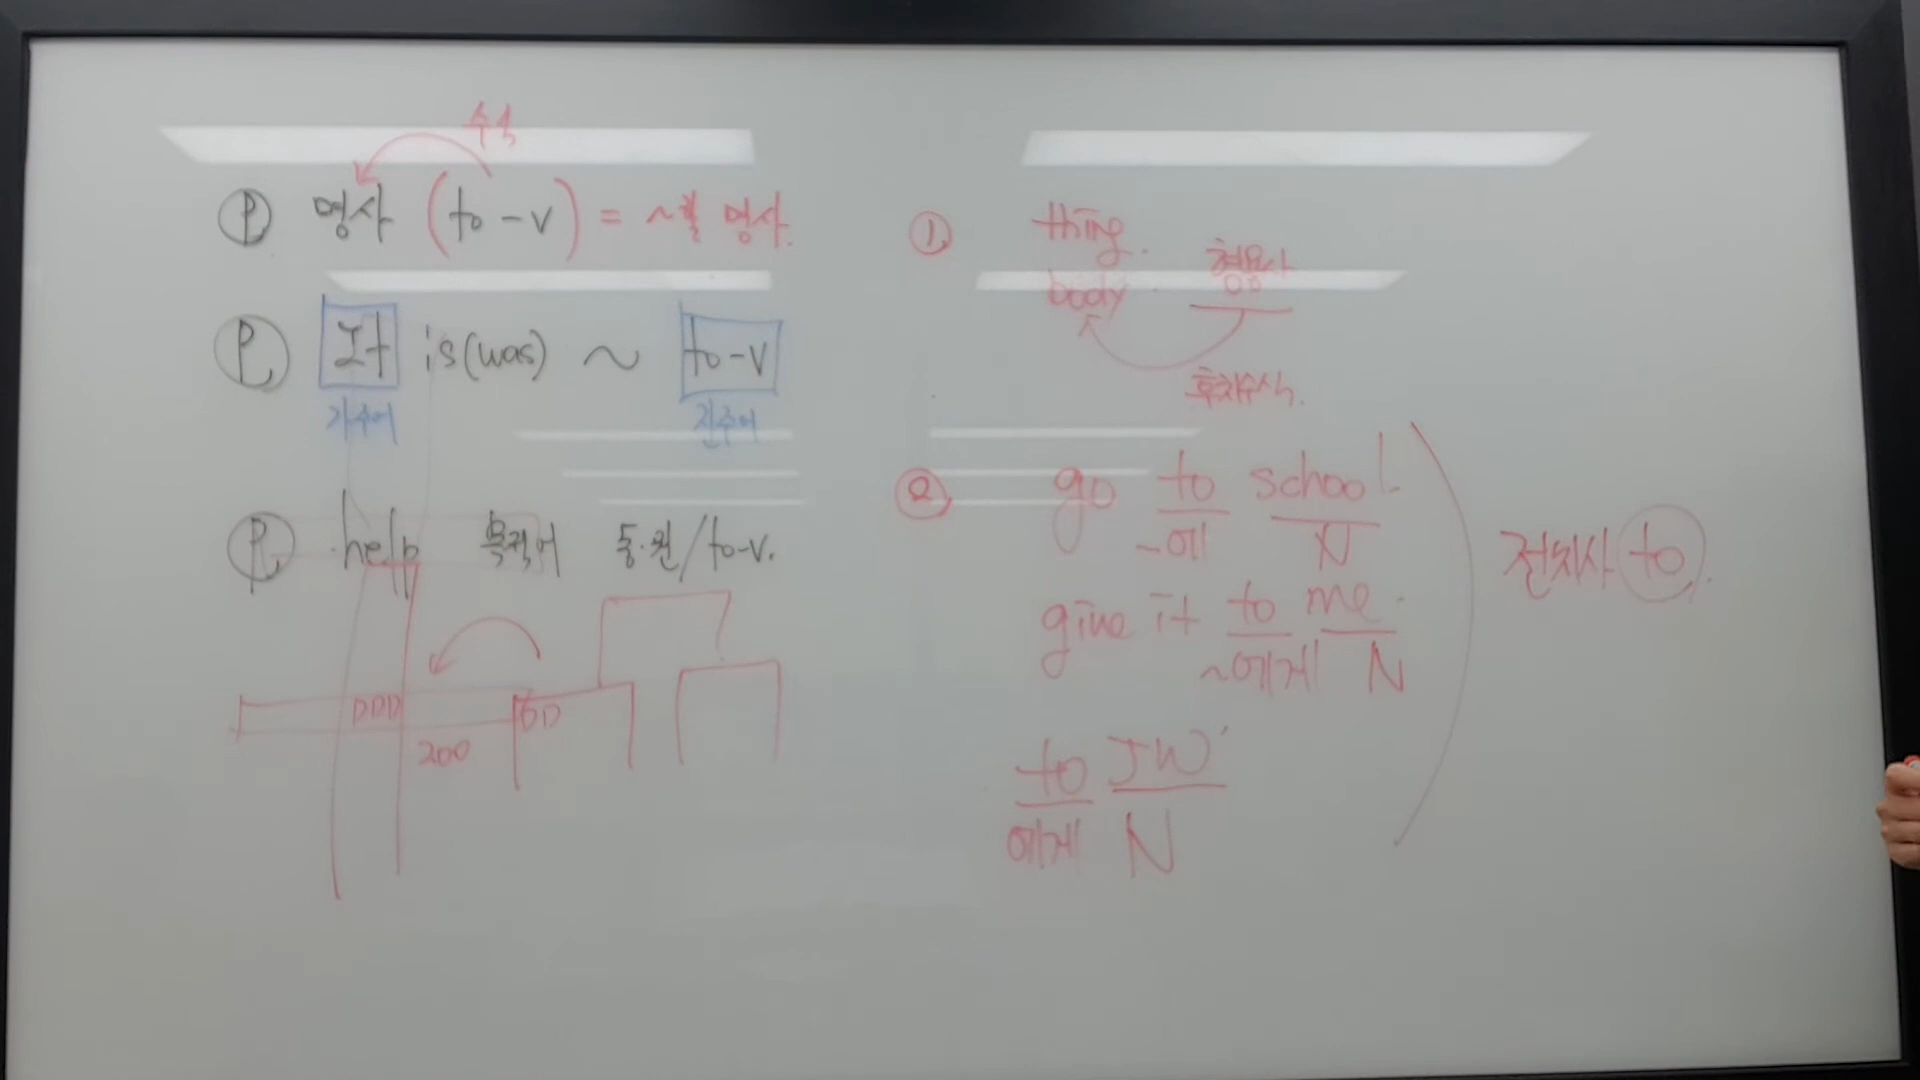 수식
P 명사 (to-v) = ~할 명사.
P It is(was) ~ to-v
가주어 진주어
P help 목적어 동.원/to-v.
200
① thing.
body 형용사
후치수식.
② go to school.
~에 N
give it to me.
~에게 N
to JW
에게 N
전치사 to